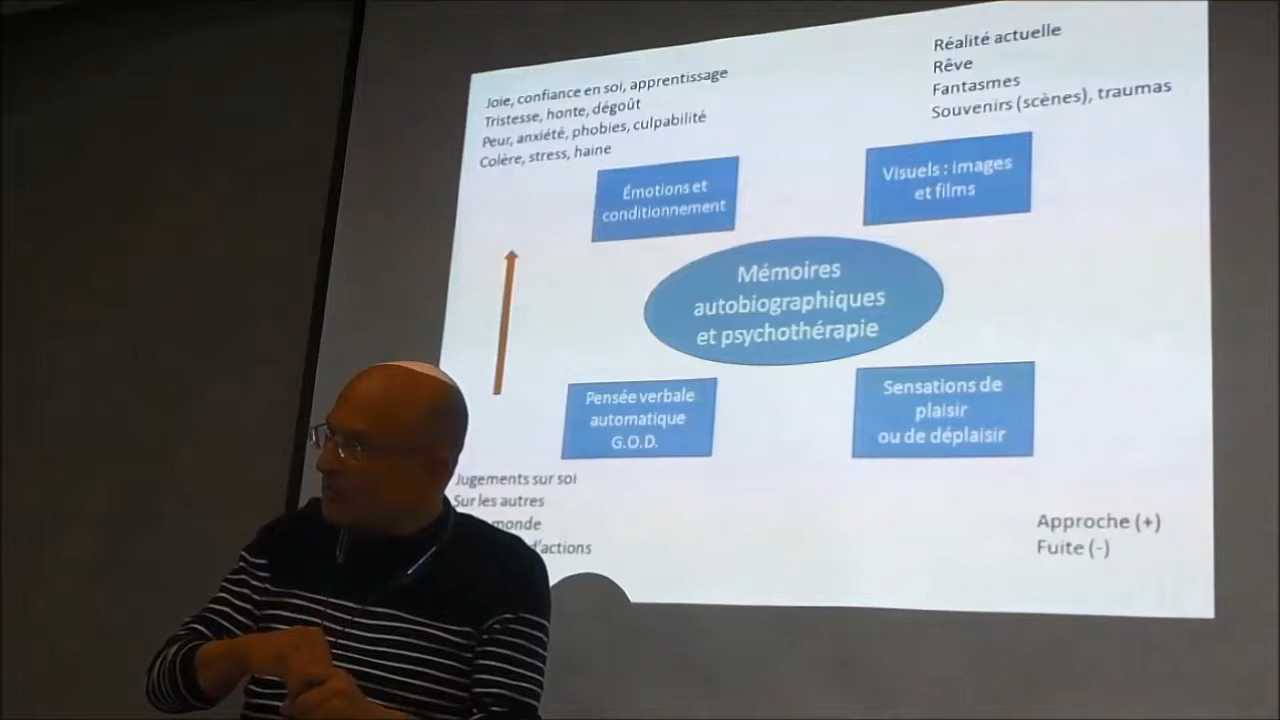 Joie, confiance en soi, apprentissage
Tristesse, honte, dégoût
Peur, anxiété, phobies, culpabilité
Colère, stress, haine
Réalité actuelle
Rêve
Fantasmes
Souvenirs (scènes), traumas
Émotions et
conditionnement
Visuels : images
et films
Mémoires
autobiographiques
et psychothérapie
Pensée verbale
automatique
G.O.D.
Sensations de
plaisir
ou de déplaisir
Jugements sur soi
Sur les autres
monde
d'actions
Approche (+)
Fuite (-)